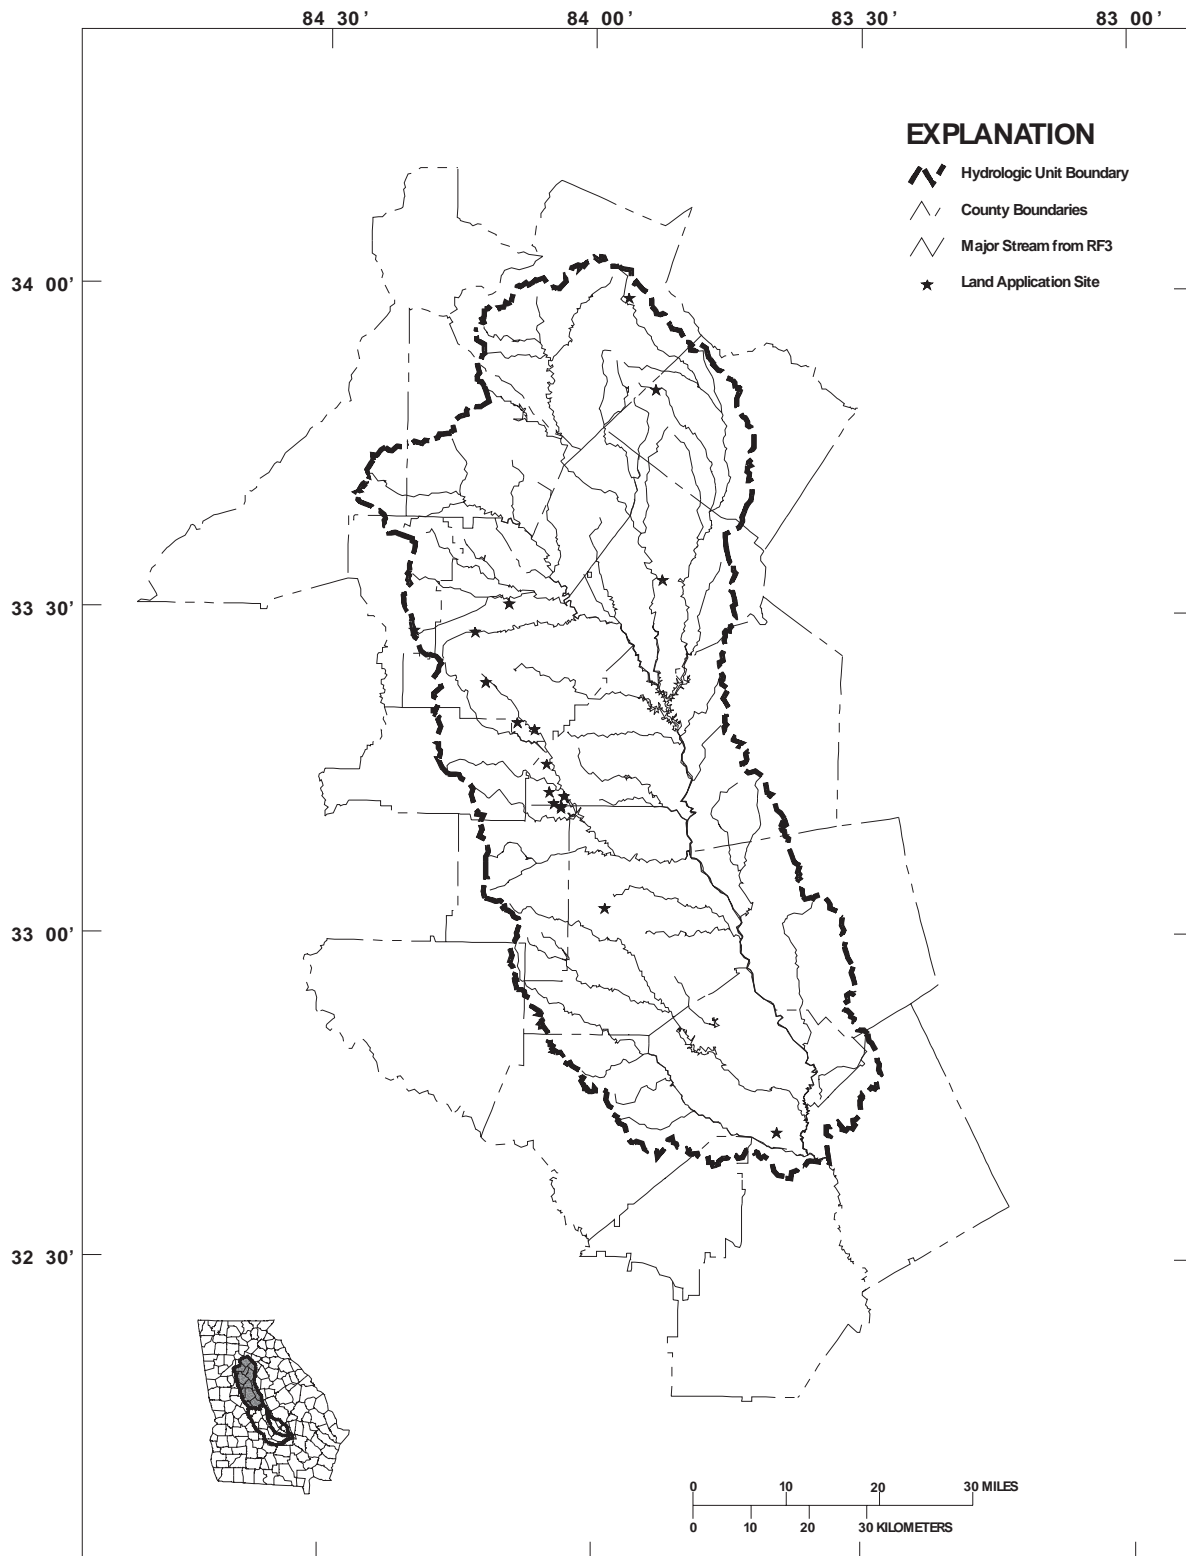 84 30' 84 00' 83 30' 83 00'
EXPLANATION
Hydrologic Unit Boundary
County Boundaries
Major Stream from RF3
Land Application Site
34 00'
33 30'
33 00'
32 30'
0 10 20 30 MILES
0 10 20 30 KILOMETERS